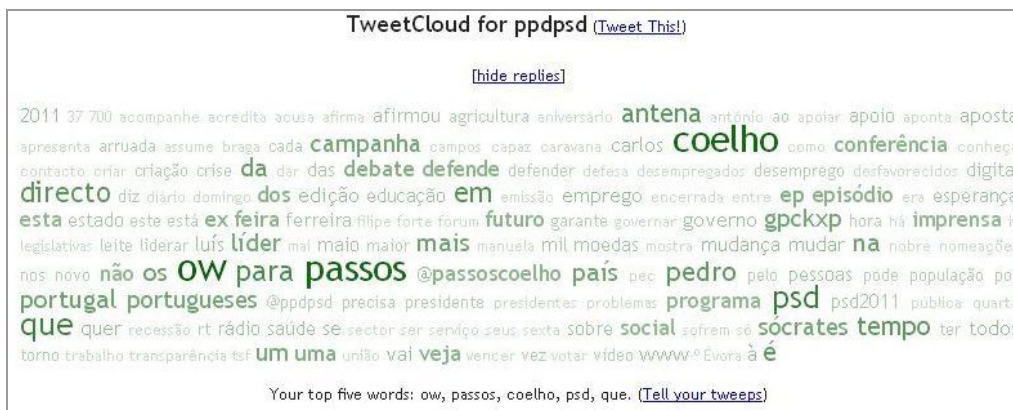 TweetCloud for ppdpsd (Tweet This!)
[hide replies]
2011 37 700 acompanhe acredita acusa afirma afirmou agricultura aniversário antena antónio ao apoiar apoio aponta aposta
apresenta arruada assume braga cada campanha campos capaz caravana carlos coelho como conferência conheça
contacto criar criação crise da dar das debate defende defender defesa desempregados desemprego desfavorecidos digital
directo diz diário domingo dos edição educação em emissão emprego encerrada entre ep episódio era esperança
esta estado este está ex feira ferreira filipe forte fórum futuro garante governar governo gpckxp hora há imprensa
legislativas leite liderar luís líder mai maio maior mais manuela mil moedas mostra mudança mudar na nobre nomeações
nos novo não os ow para passos @passoscoelho país pec pedro pelo pessoas pode população po
portugal portugueses @ppdpsd precisa presidente presidentes problemas programa psd psd2011 pública quarta
que quer recessão rt rádio saúde se sector ser serviço seus sexta sobre social sofrem só sócrates tempo ter todos
torno trabalho transparência tsf um uma união vai veja vencer vez votar vídeo www º Évora à é
Your top five words: ow, passos, coelho, psd, que. (Tell your tweeps)